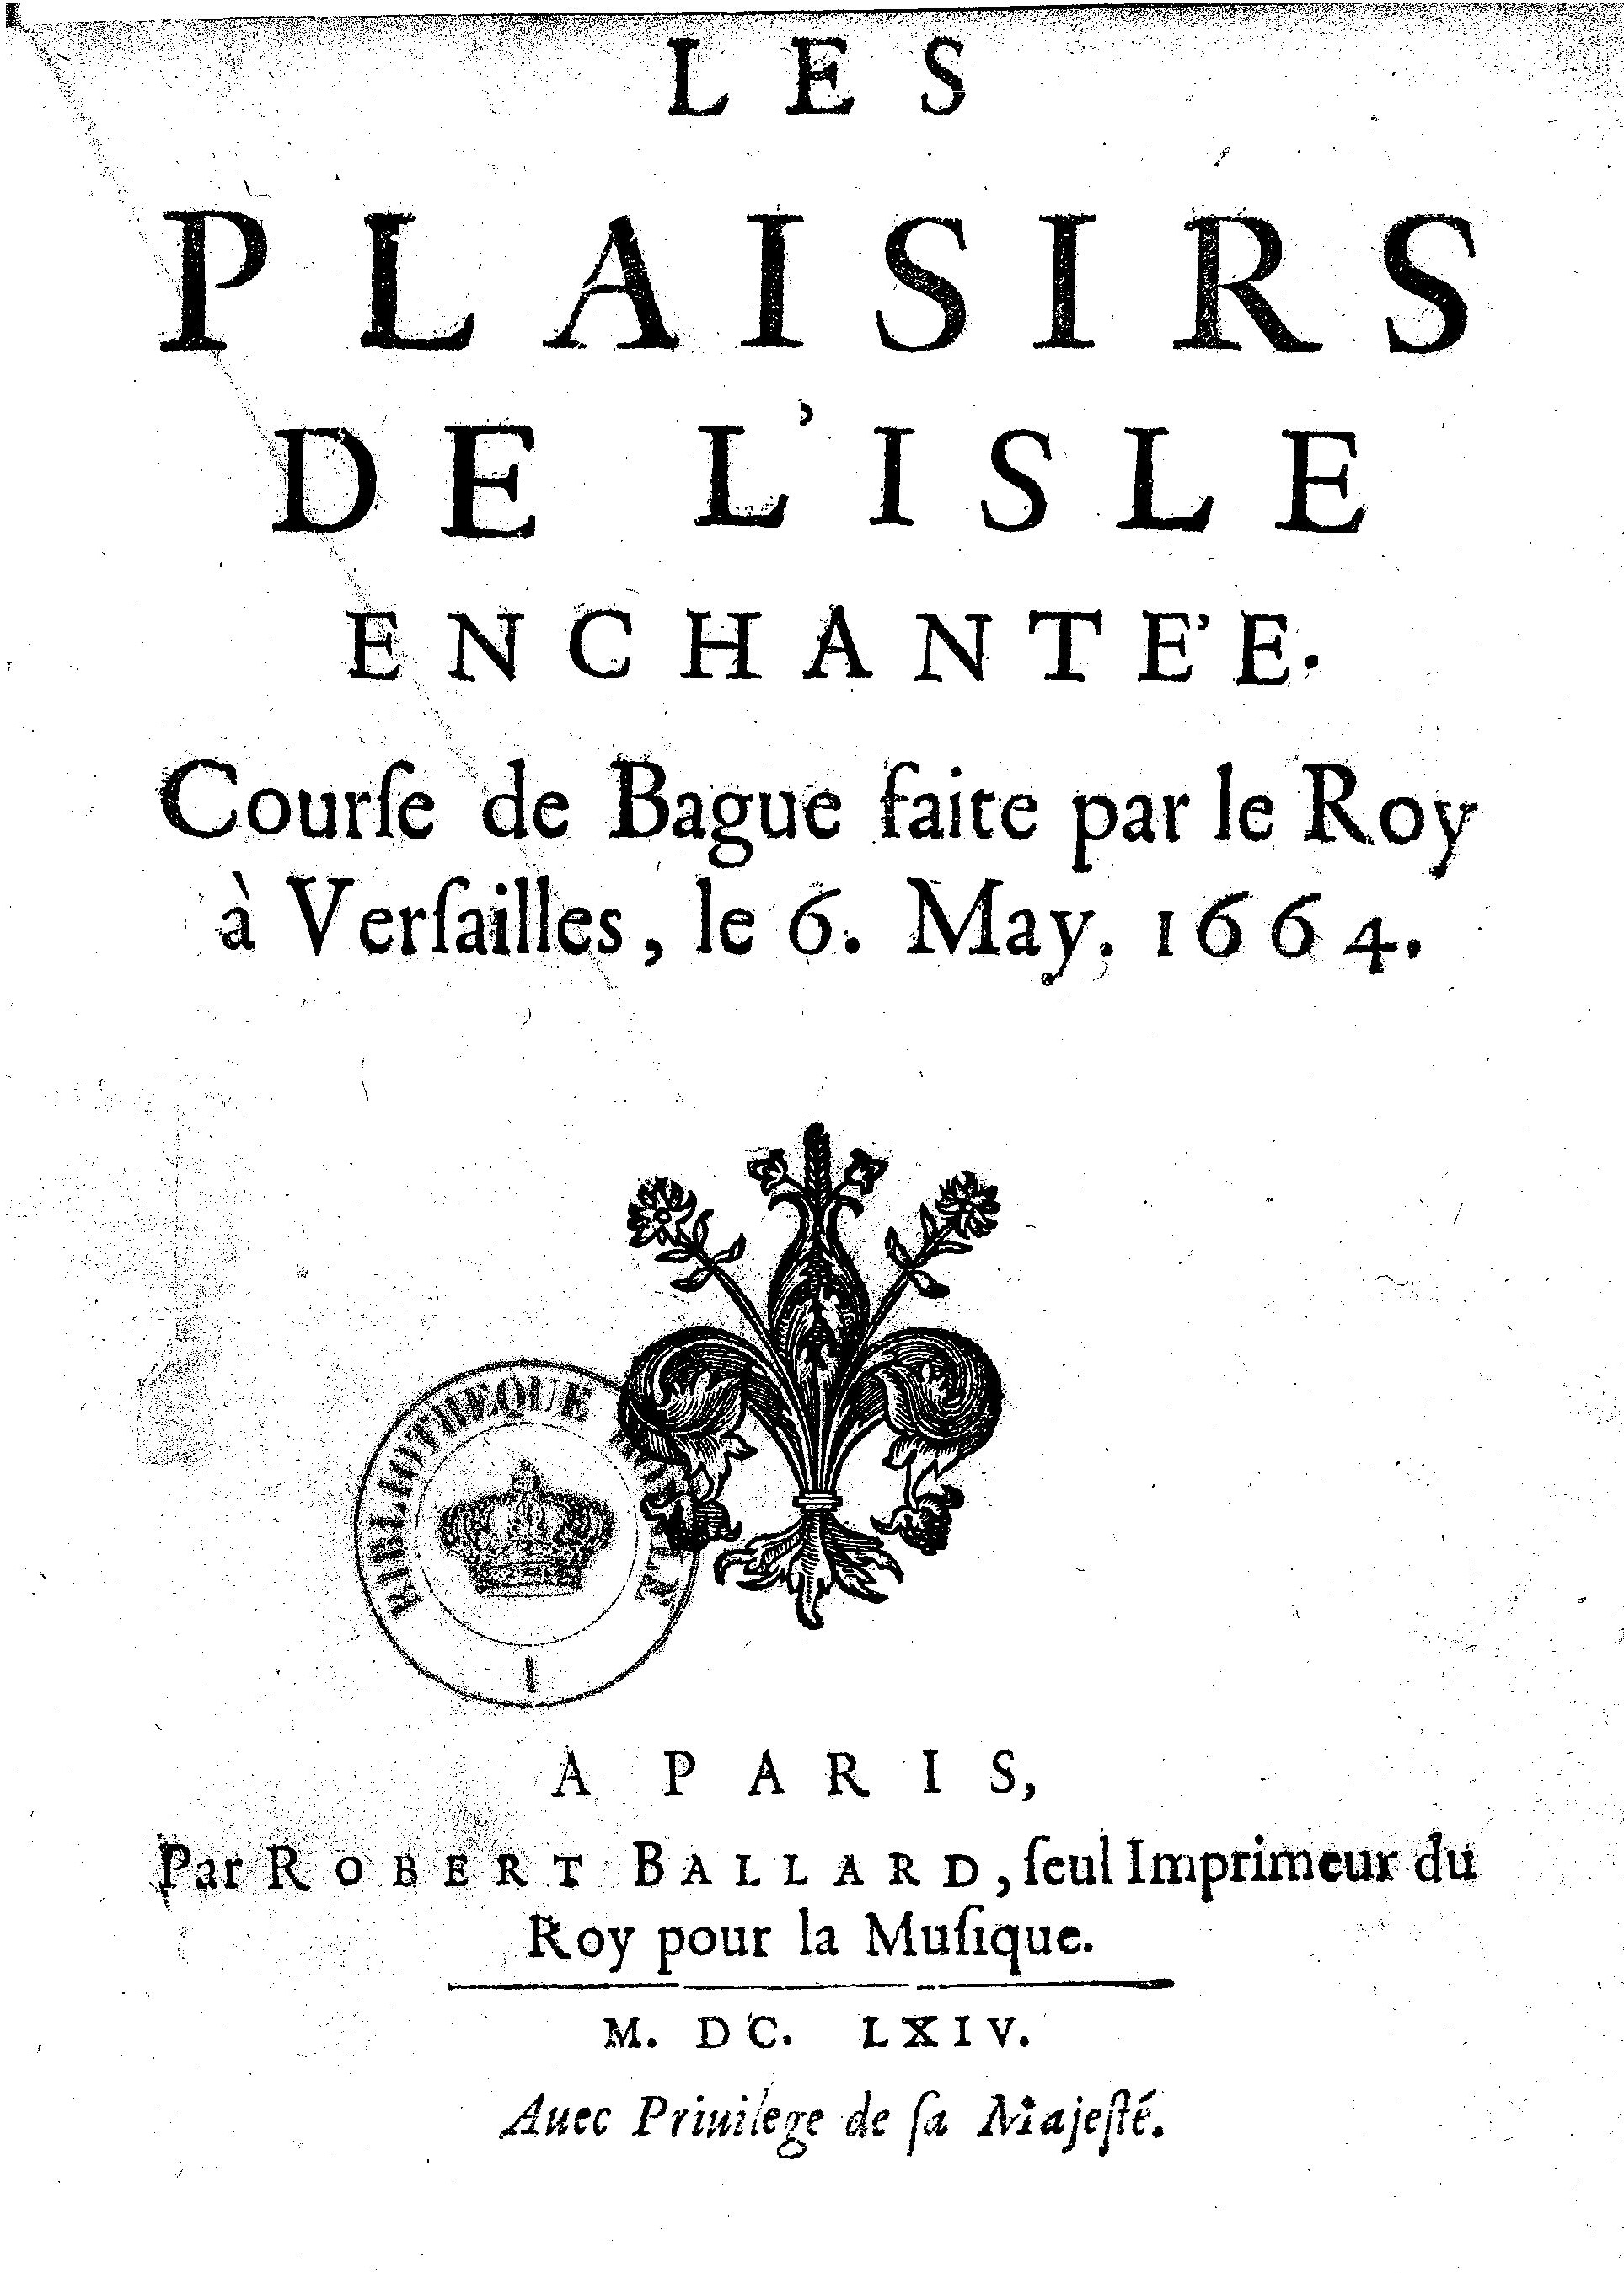 LES
PLAISIRS
DE L'ISLE
ENCHANTE'E.
Courſe de Bague faite par le Roy
à Verſailles, le 6. May. 1664.
BIBLIOTHEQUE
I
A PARIS,
Par ROBERT BALLARD, ſeul Imprimeur du
Roy pour la Muſique.
M. DC. LXIV.
Auec Priuilege de ſa Majeſté.